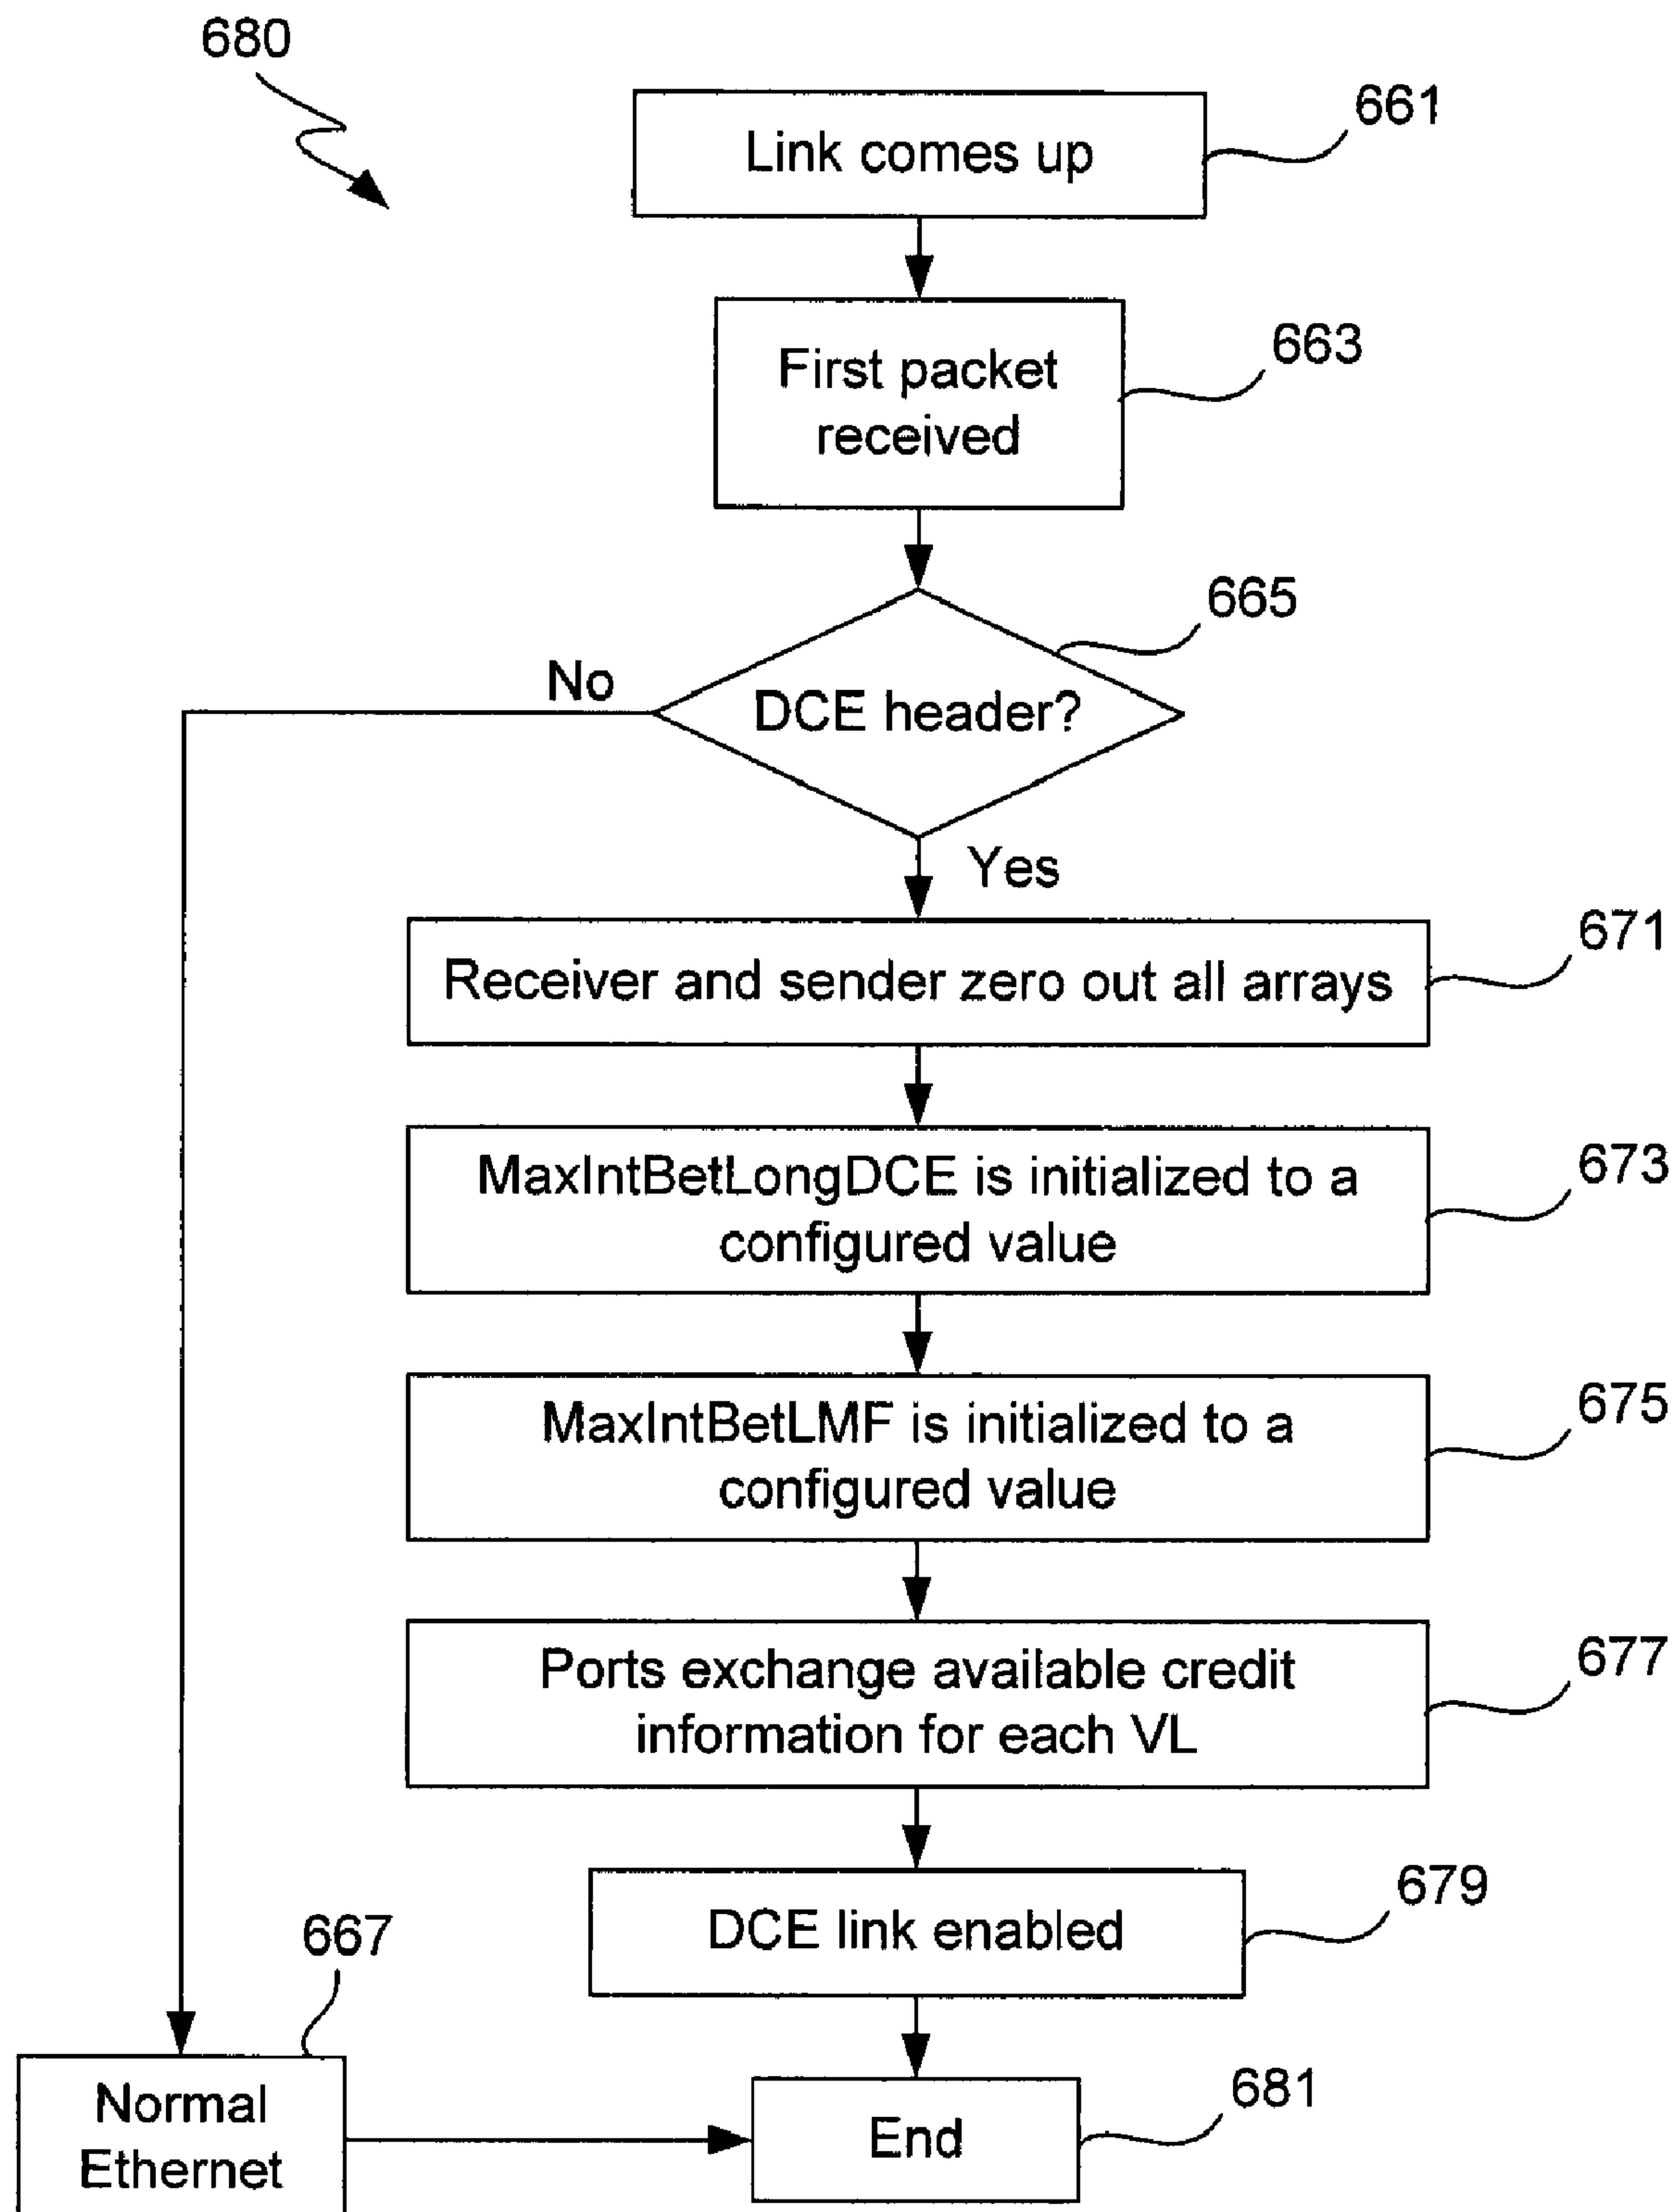 680
661
Link comes up
663
First packet
received
665
No
DCE header?
Yes
671
Receiver and sender zero out all arrays
673
MaxIntBetLongDCE is initialized to a
configured value
675
MaxIntBetLMF is initialized to a
configured value
677
Ports exchange available credit
information for each VL
679
DCE link enabled
667
Normal
Ethernet
681
End